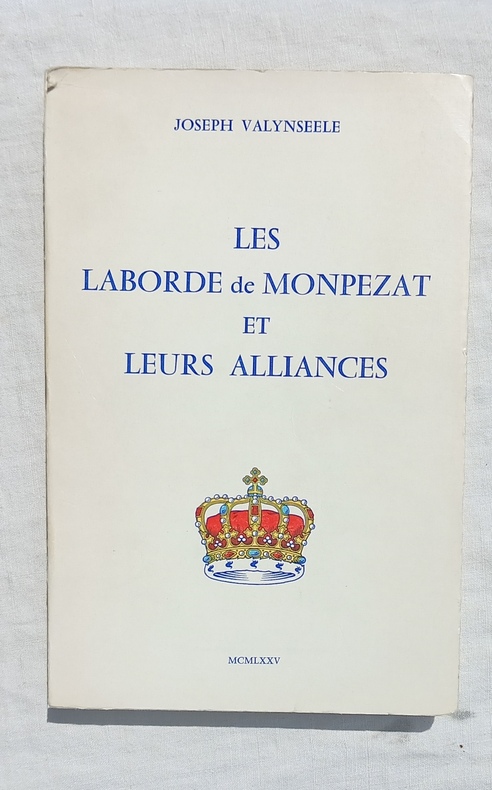 JOSEPH VALYNSEELE
LES
LABORDE de MONPEZAT
ET
LEURS ALLIANCES
MCMLXXV